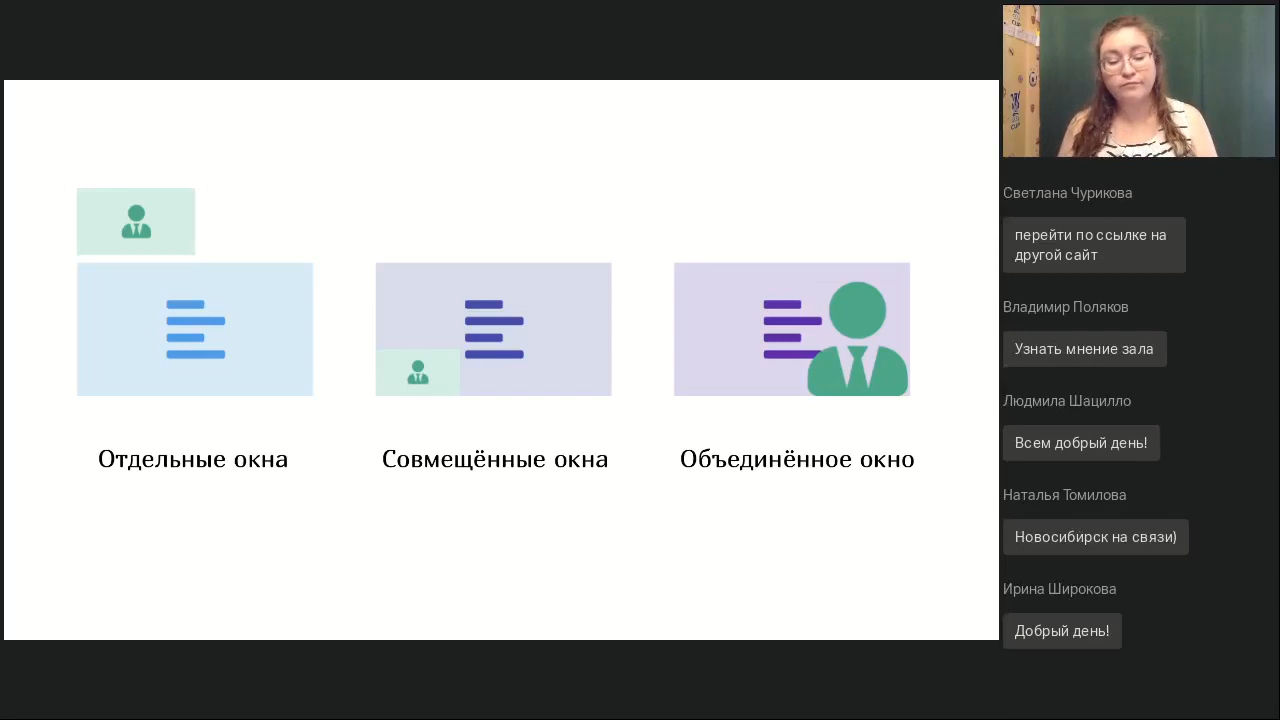 Отдельные окна
Совмещённые окна
Объединённое окно
Светлана Чурикова
перейти по ссылке на
другой сайт
Владимир Поляков
Узнать мнение зала
Людмила Шацилло
Всем добрый день!
Наталья Томилова
Новосибирск на связи)
Ирина Широкова
Добрый день!